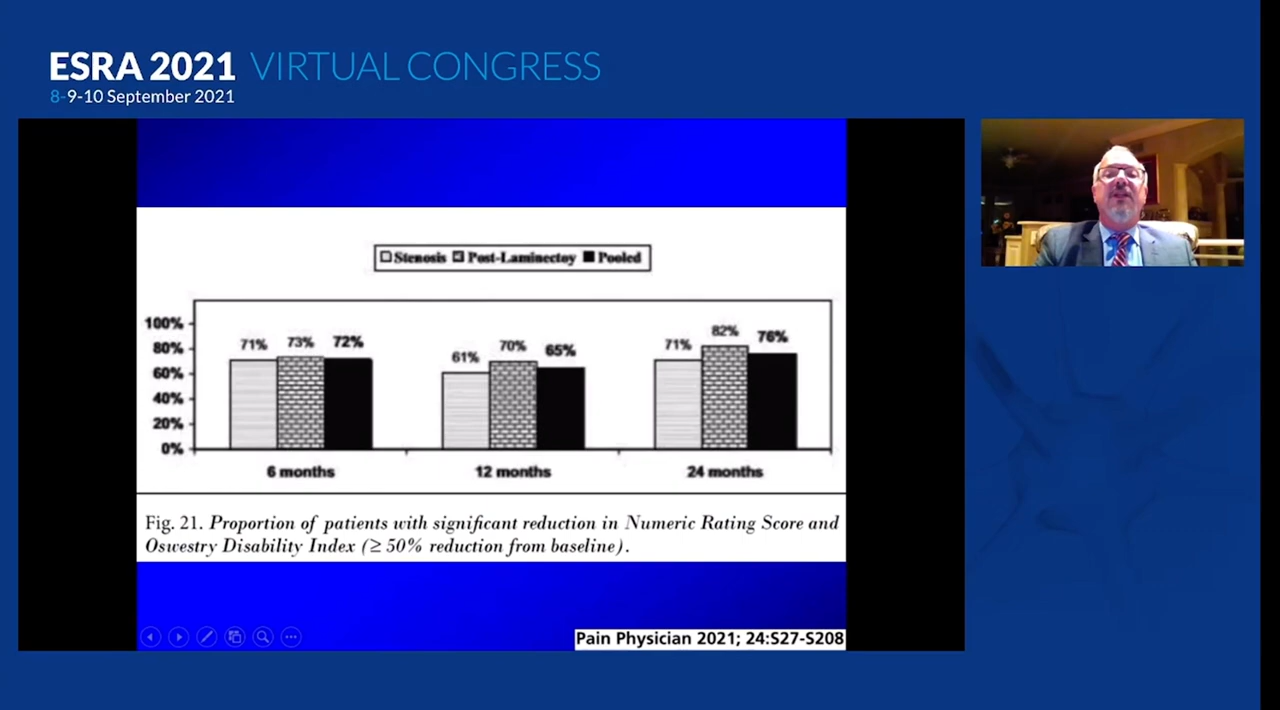 ESRA 2021 VIRTUAL CONGRESS
8-9-10 September 2021
Stenosis Post-Laminectoy Pooled
100%
80%
60%
40%
20%
0%
71% 73% 72%
61% 70% 65%
71% 82% 76%
6 months 12 months 24 months
Fig. 21. Proportion of patients with significant reduction in Numeric Rating Score and
Oswestry Disability Index (≥ 50% reduction from baseline).
Pain Physician 2021; 24:S27-S208